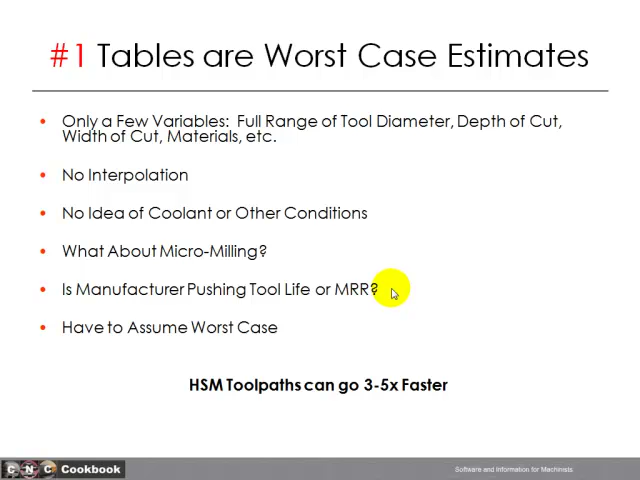 #1 Tables are Worst Case Estimates
• Only a Few Variables: Full Range of Tool Diameter, Depth of Cut,
Width of Cut, Materials, etc.
• No Interpolation
• No Idea of Coolant or Other Conditions
• What About Micro-Milling?
• Is Manufacturer Pushing Tool Life or MRR?
• Have to Assume Worst Case
HSM Toolpaths can go 3-5x Faster
CNC Cookbook
Software and Information for Machinists